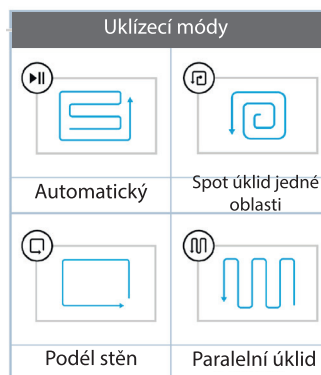 Uklízecí módy
Automatický
Spot úklid jedné
oblasti
Podél stěn
Paralelní úklid